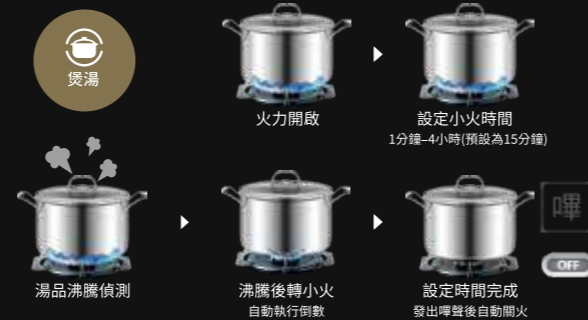 煲湯
火力開啟
設定小火時間
1分鐘–4小時(預設為15分鐘)
湯品沸騰偵測
沸騰後轉小火
自動執行倒數
設定時間完成
發出嗶聲後自動關火
嗶
OFF